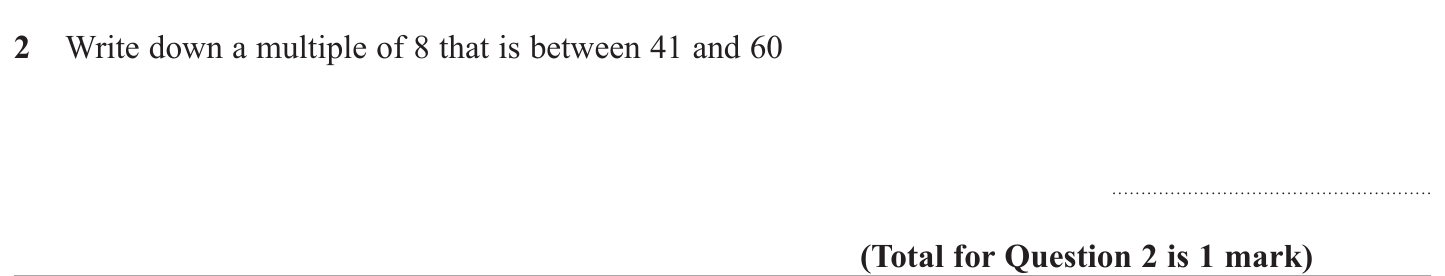 2 Write down a multiple of 8 that is between 41 and 60
(Total for Question 2 is 1 mark)